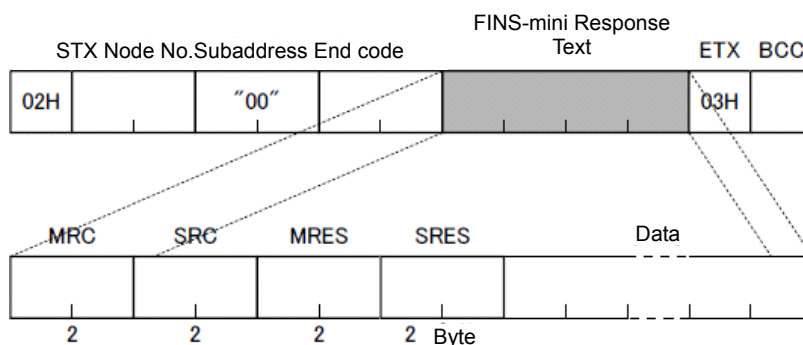 FINS-mini Response
Text
STX Node No.Subaddress End code
ETX BCC
02H
"00"
03H
MRC SRC MRES SRES Data
2 2 2 2 Byte